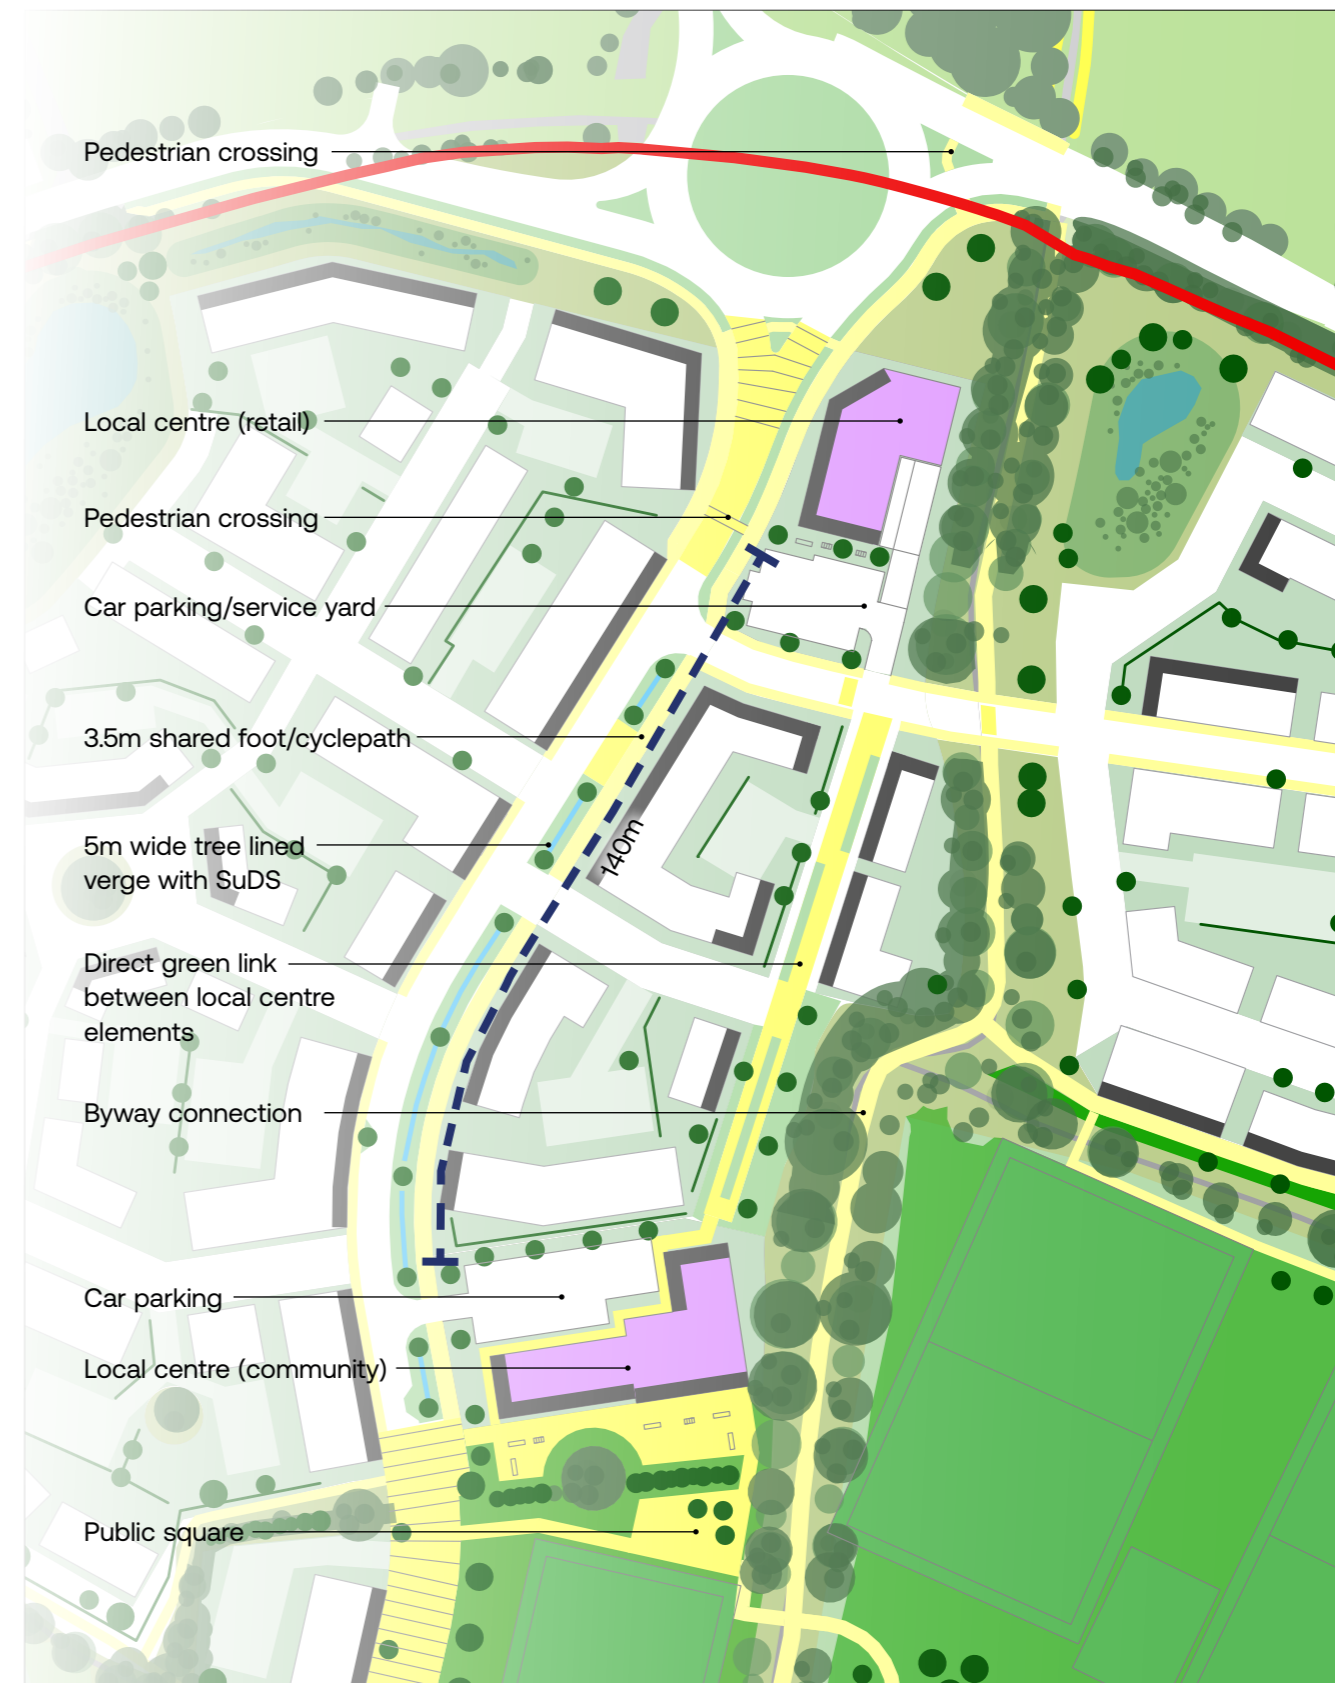 Pedestrian crossing
Local centre (retail)
Pedestrian crossing
Car parking/service yard
3.5m shared foot/cyclepath
140m
5m wide tree lined
verge with SuDS
Direct green link
between local centre
elements
Byway connection
Car parking
Local centre (community)
Public square